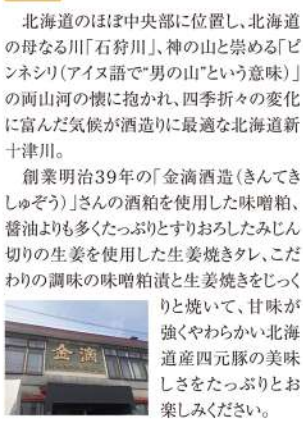 北海道のほぼ中央部に位置し、北海道
の母なる川「石狩川」、神の山と崇める「ピ
ンネシリ（アイヌ語で“男の山”という意味）」
の両山河の懐に抱かれ、四季折々の変化
に富んだ気候が酒造りに最適な北海道新
十津川。
創業明治39年の「金滴酒造（きんてき
しゅぞう）」さんの酒粕を使用した味噌粕、
醤油よりも多くたっぷりとすりおろしたみじん
切りの生姜を使用した生姜焼きタレ、こだ
わりの調味の味噌粕漬と生姜焼きをじっく
りと焼いて、甘味が
強くやわらかい北海
道産四元豚の美味
しさをたっぷりとお
楽しみください。
金滴